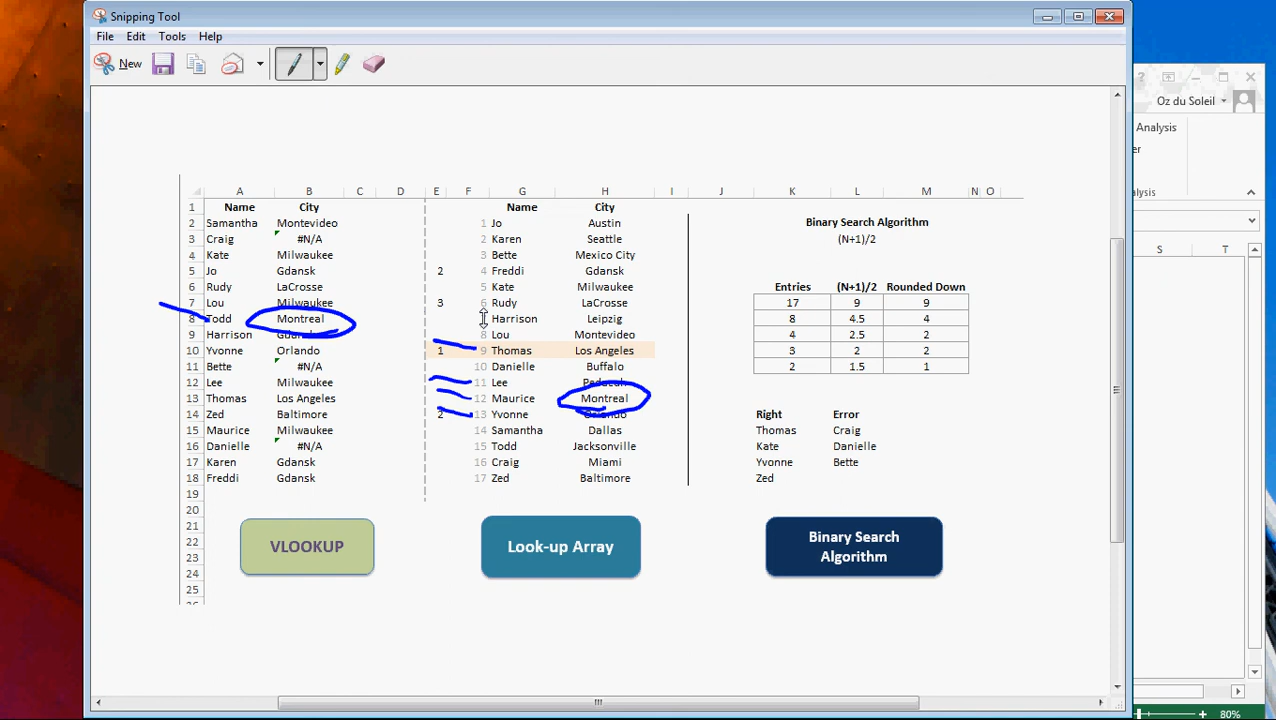 Snipping Tool
File Edit Tools Help
New
Oz du Soleil
Analysis
er
alysis
A B C D E F G H I J K L M N O
S T
1 Name City Name City
2 Samantha Montevideo 1 Jo Austin Binary Search Algorithm
3 Craig #N/A 2 Karen Seattle (N+1)/2
4 Kate Milwaukee 3 Bette Mexico City
5 Jo Gdansk 2 4 Freddi Gdansk
6 Rudy LaCrosse 5 Kate Milwaukee Entries (N+1)/2 Rounded Down
7 Lou Milwaukee 3 6 Rudy LaCrosse 17 9 9
8 Todd Montreal Harrison Leipzig 8 4.5 4
9 Harrison Gdansk 8 Lou Montevideo 4 2.5 2
10 Yvonne Orlando 1 9 Thomas Los Angeles 3 2 2
11 Bette #N/A 10 Danielle Buffalo 2 1.5 1
12 Lee Milwaukee 11 Lee
13 Thomas Los Angeles 12 Maurice Montreal
14 Zed Baltimore 2 13 Yvonne Orlando Right Error
15 Maurice Milwaukee 14 Samantha Dallas Thomas Craig
16 Danielle #N/A 15 Todd Jacksonville Kate Danielle
17 Karen Gdansk 16 Craig Miami Yvonne Bette
18 Freddi Gdansk 17 Zed Baltimore Zed
19
20
21
22
23
24
25
26
VLOOKUP
Look-up Array
Binary Search
Algorithm
80%